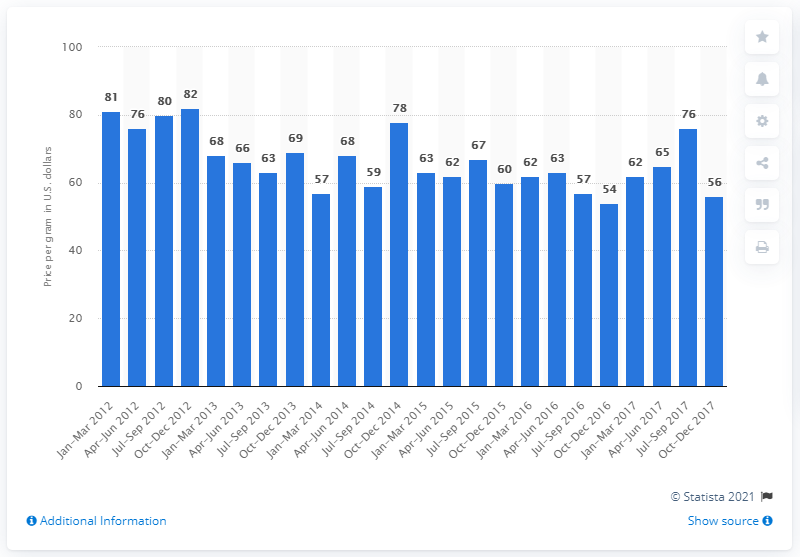 100
80
60
40
20
0
Price per gram in U.S. dollars
81
76
80
82
68
66
63
69
57
68
59
78
63
62
67
60
62
63
57
54
62
65
76
56
Jan–Mar 2012
Apr–Jun 2012
Jul–Sep 2012
Oct–Dec 2012
Jan–Mar 2013
Apr–Jun 2013
Jul–Sep 2013
Oct–Dec 2013
Jan–Mar 2014
Apr–Jun 2014
Jul–Sep 2014
Oct–Dec 2014
Jan–Mar 2015
Apr–Jun 2015
Jul–Sep 2015
Oct–Dec 2015
Jan–Mar 2016
Apr–Jun 2016
Jul–Sep 2016
Oct–Dec 2016
Jan–Mar 2017
Apr–Jun 2017
Jul–Sep 2017
Oct–Dec 2017
© Statista 2021
Additional Information
Show source